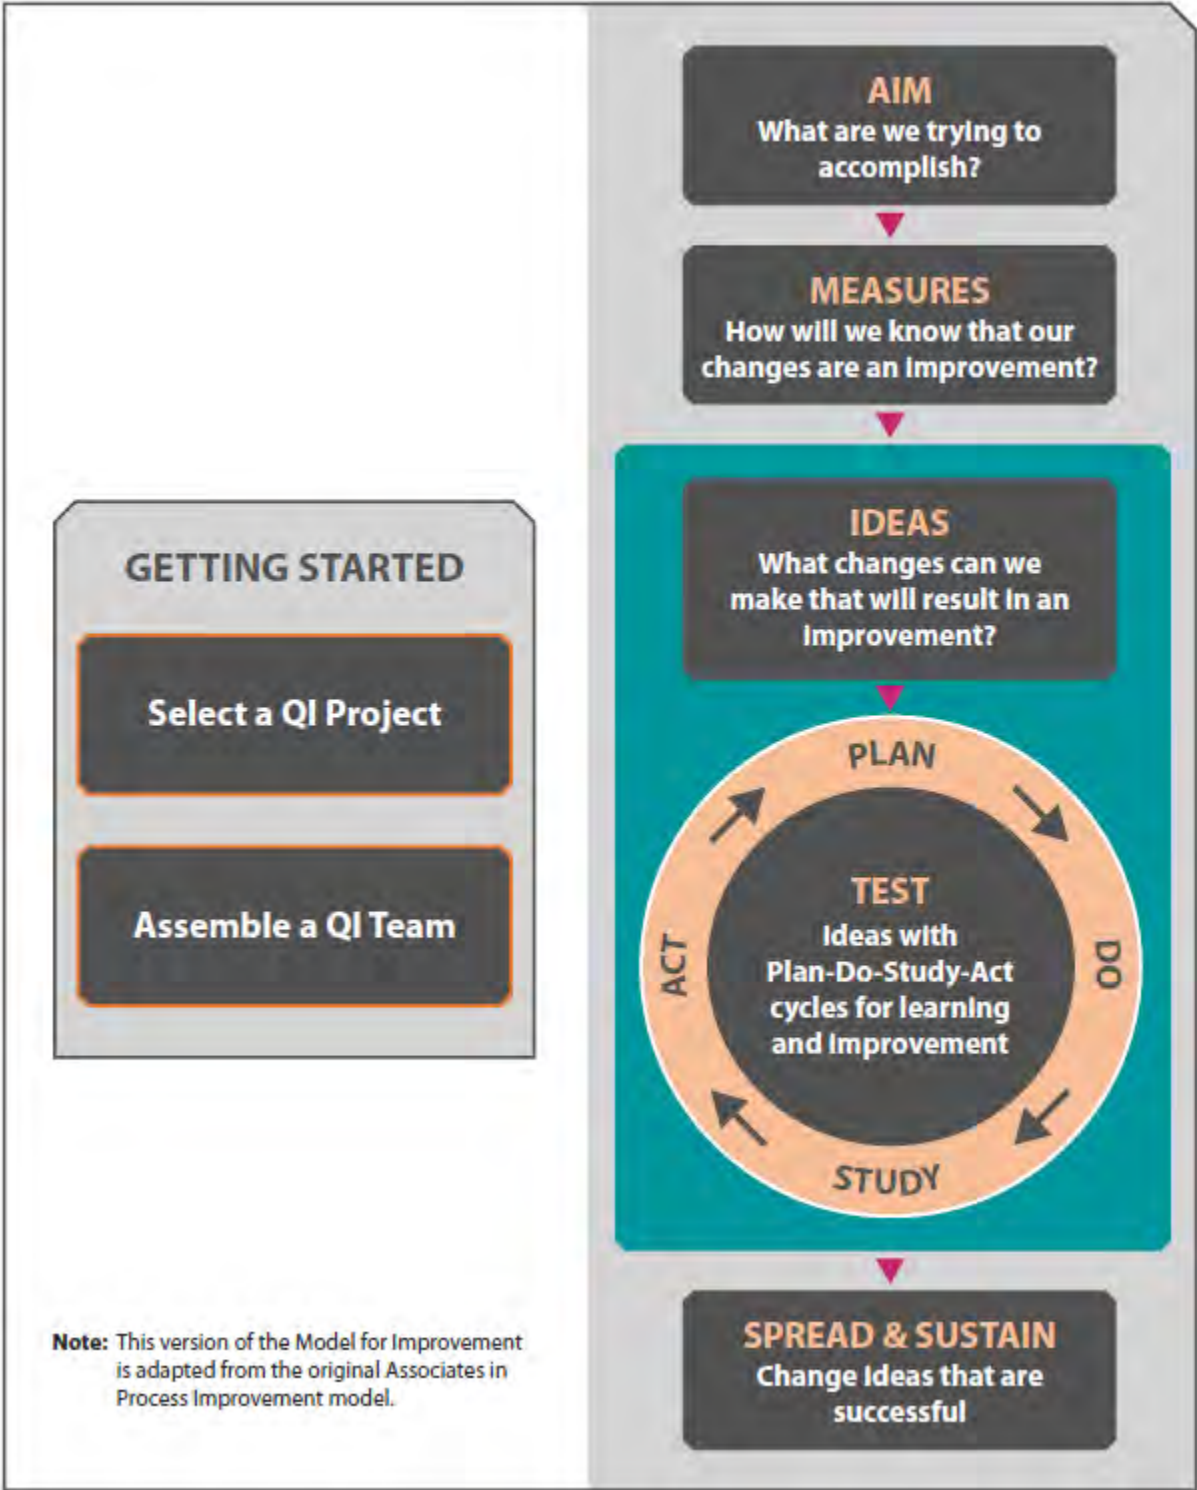 GETTING STARTED
Select a QI Project
Assemble a QI Team
Note: This version of the Model for Improvement
is adapted from the original Associates in
Process Improvement model.
AIM
What are we trying to
accomplish?
MEASURES
How will we know that our
changes are an improvement?
IDEAS
What changes can we
make that will result in an
improvement?
PLAN
DO
STUDY
ACT
TEST
Ideas with
Plan-Do-Study-Act
cycles for learning
and improvement
SPREAD & SUSTAIN
Change ideas that are
successful